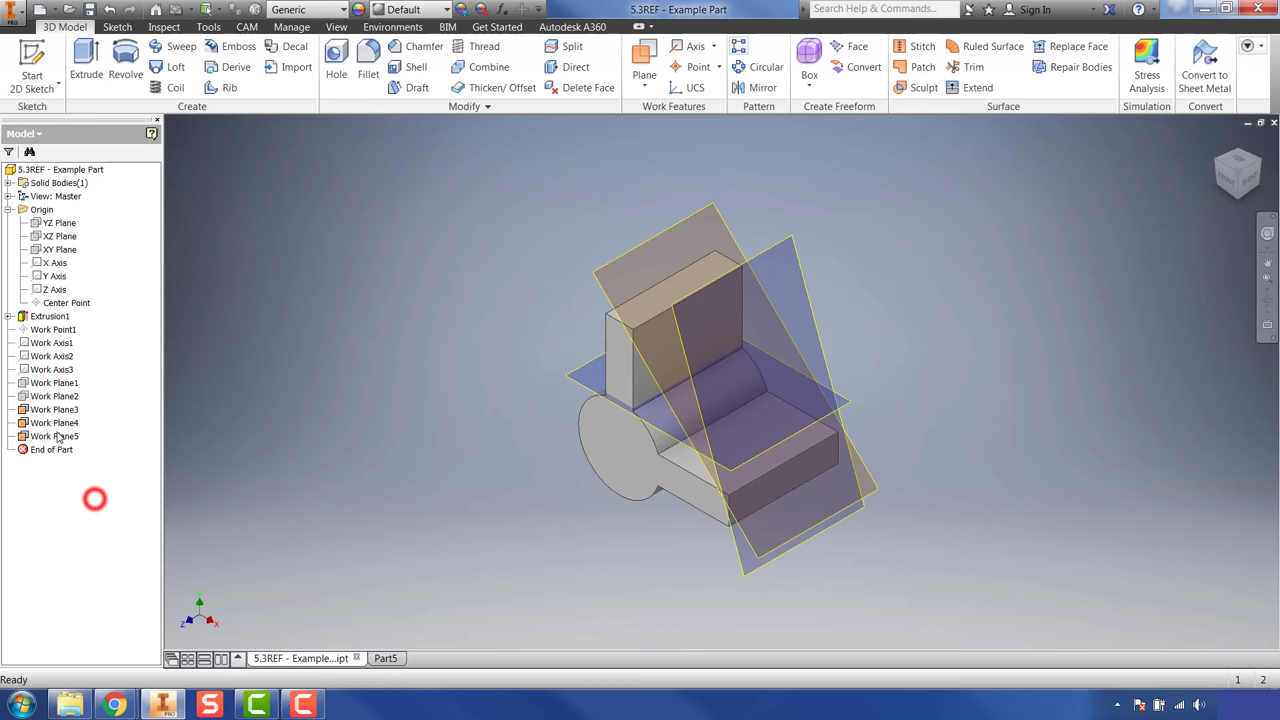 Generic
Default
5.3REF - Example Part
Search Help & Commands...
Sign In
PRO
3D Model
Sketch
Inspect
Tools
CAM
Manage
View
Environments
BIM
Get Started
Autodesk A360
Start
2D Sketch
Extrude
Revolve
Sweep
Loft
Coil
Emboss
Derive
Rib
Decal
Import
Hole
Fillet
Chamfer
Shell
Draft
Thread
Combine
Thicken/ Offset
Split
Direct
Delete Face
Plane
Axis
Point
UCS
Circular
Mirror
Box
Face
Convert
Stitch
Patch
Sculpt
Ruled Surface
Trim
Extend
Replace Face
Repair Bodies
Stress
Analysis
Convert to
Sheet Metal
Sketch
Create
Modify
Work Features
Pattern
Create Freeform
Surface
Simulation
Convert
Model
5.3REF - Example Part
Solid Bodies(1)
View: Master
Origin
YZ Plane
XZ Plane
XY Plane
X Axis
Y Axis
Z Axis
Center Point
Extrusion1
Work Point1
Work Axis1
Work Axis2
Work Axis3
Work Plane1
Work Plane2
Work Plane3
Work Plane4
Work Plane5
End of Part
TOP
FRONT
RIGHT
Y
Z
X
5.3REF - Example...ipt
Part5
1
2
PRO